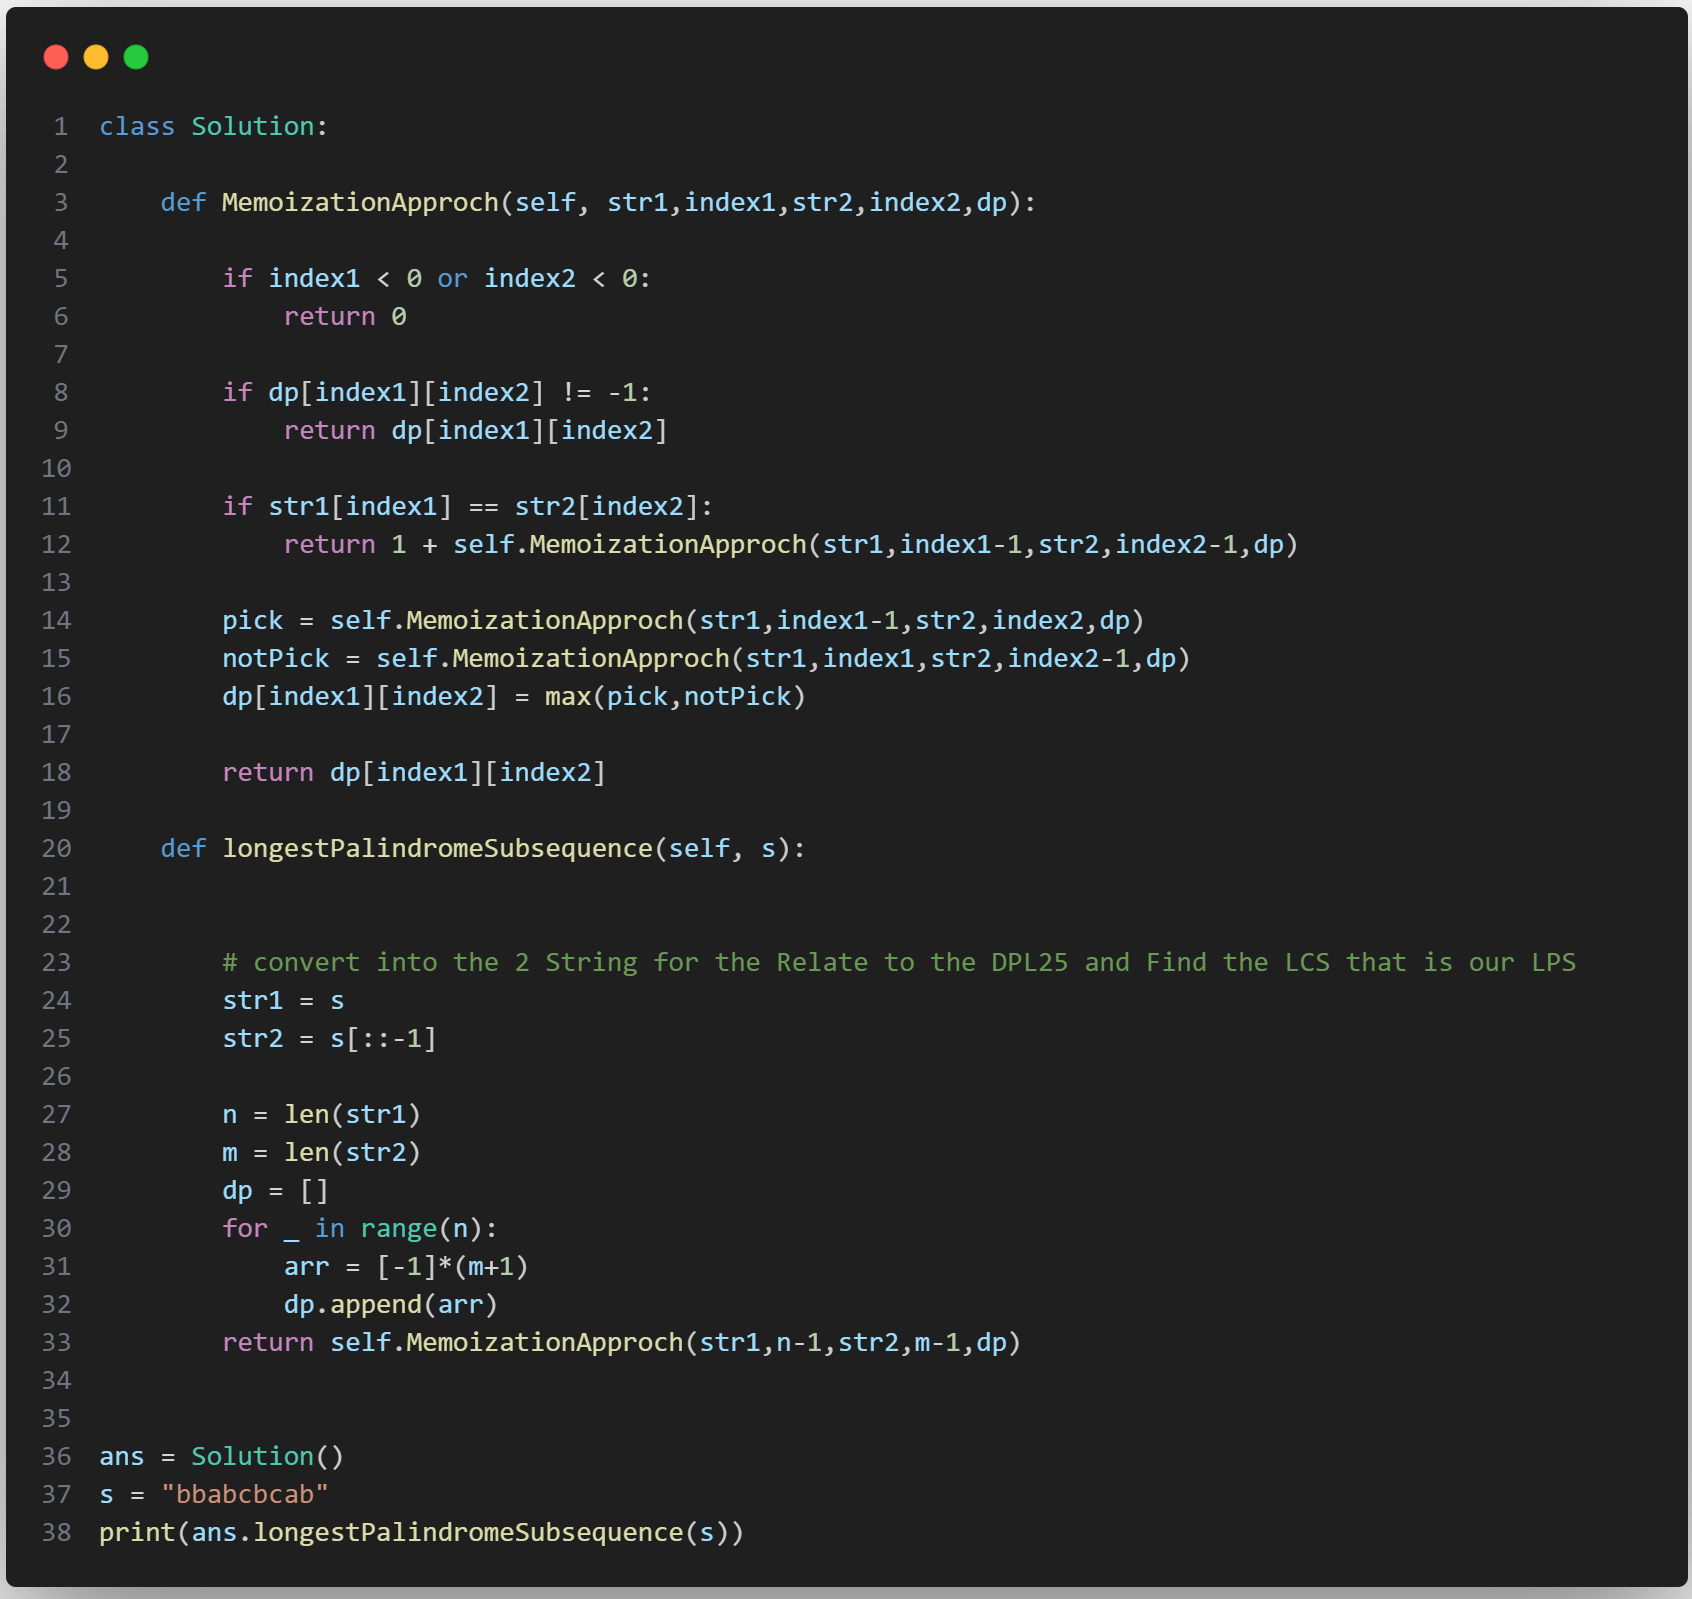 1 class Solution:
2
3     def MemoizationApproch(self, str1,index1,str2,index2,dp):
4
5         if index1 < 0 or index2 < 0:
6             return 0
7
8         if dp[index1][index2] != -1:
9             return dp[index1][index2]
10
11         if str1[index1] == str2[index2]:
12             return 1 + self.MemoizationApproch(str1,index1-1,str2,index2-1,dp)
13
14         pick = self.MemoizationApproch(str1,index1-1,str2,index2,dp)
15         notPick = self.MemoizationApproch(str1,index1,str2,index2-1,dp)
16         dp[index1][index2] = max(pick,notPick)
17
18         return dp[index1][index2]
19
20     def longestPalindromeSubsequence(self, s):
21
22
23         # convert into the 2 String for the Relate to the DPL25 and Find the LCS that is our LPS
24         str1 = s
25         str2 = s[::-1]
26
27         n = len(str1)
28         m = len(str2)
29         dp = []
30         for _ in range(n):
31             arr = [-1]*(m+1)
32             dp.append(arr)
33         return self.MemoizationApproch(str1,n-1,str2,m-1,dp)
34
35
36 ans = Solution()
37 s = "bbabcbcab"
38 print(ans.longestPalindromeSubsequence(s))